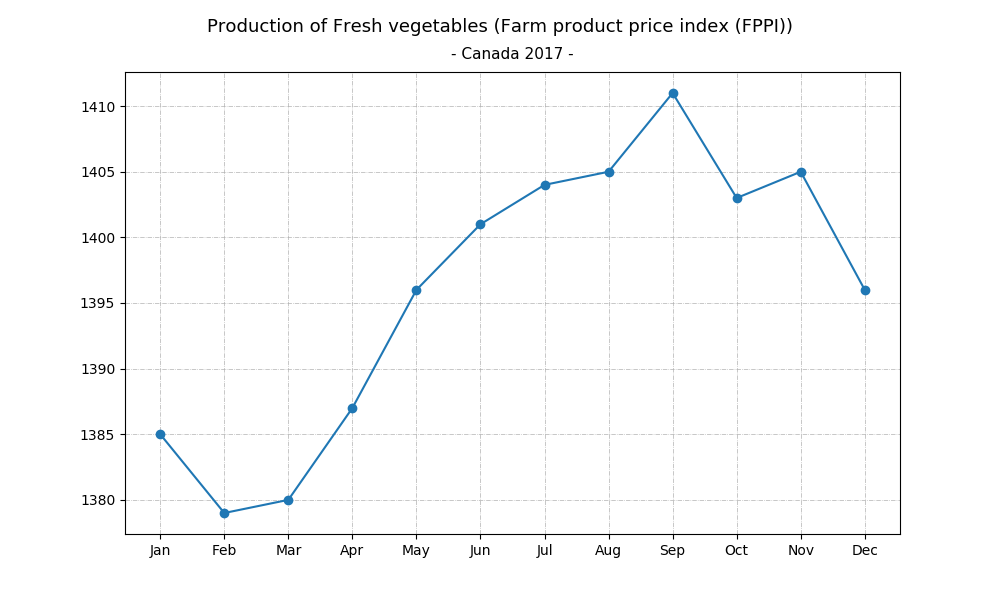 Production of Fresh vegetables (Farm product price index (FPPI))
- Canada 2017 -
1410
1405
1400
1395
1390
1385
1380
Jan Feb Mar Apr May Jun Jul Aug Sep Oct Nov Dec